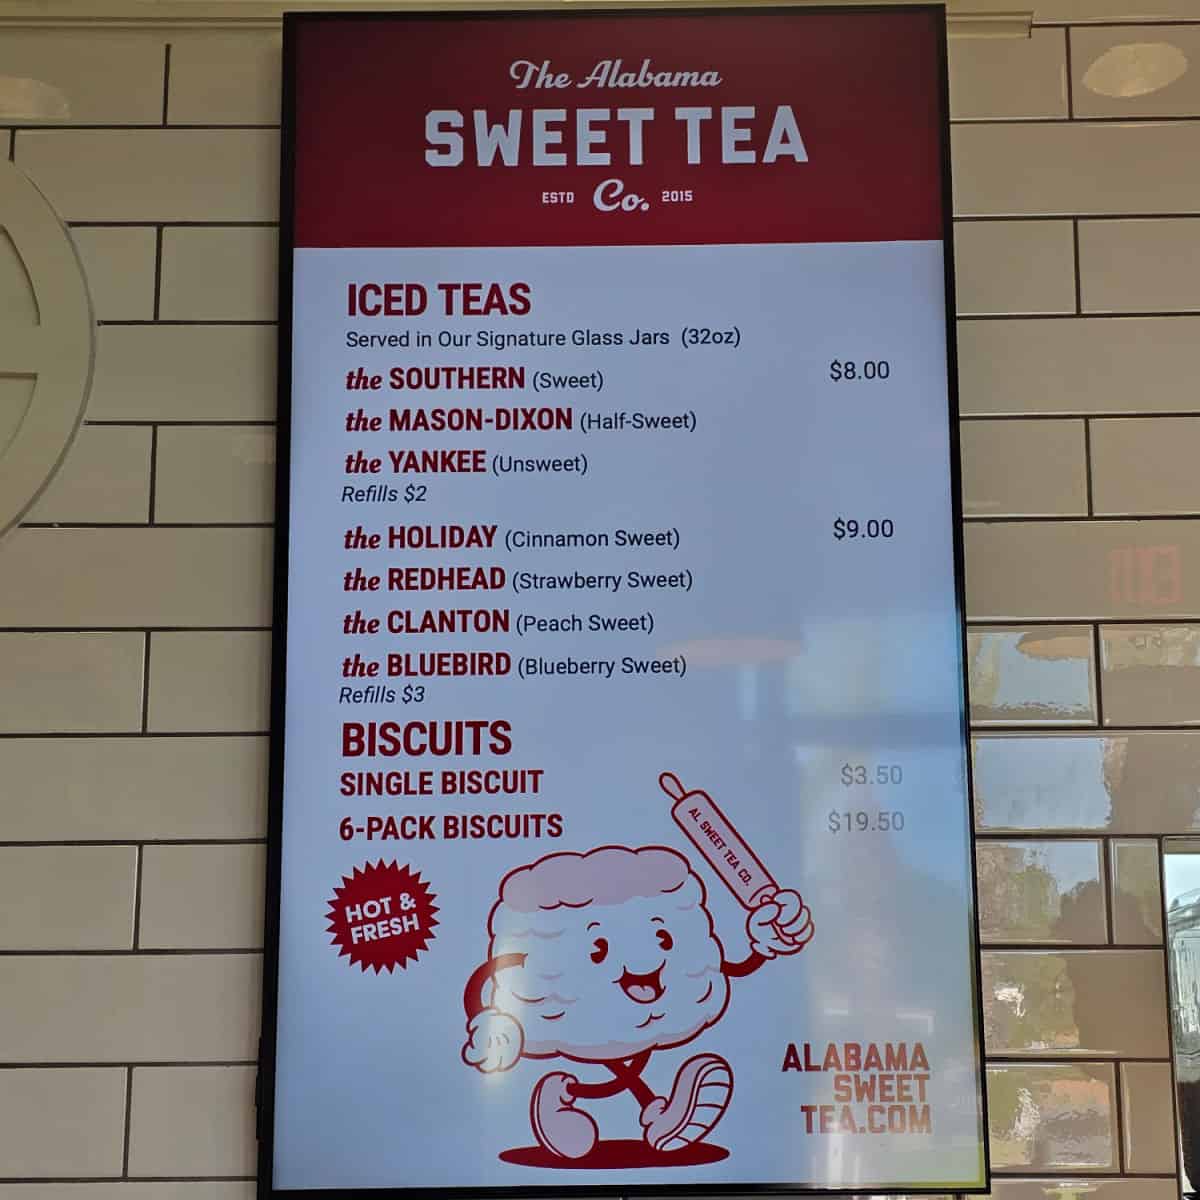 The Alabama
SWEET TEA
ESTD Co. 2015
ICED TEAS
Served in Our Signature Glass Jars (32oz)
the SOUTHERN (Sweet) $8.00
the MASON-DIXON (Half-Sweet)
the YANKEE (Unsweet)
Refills $2
the HOLIDAY (Cinnamon Sweet) $9.00
the REDHEAD (Strawberry Sweet)
the CLANTON (Peach Sweet)
the BLUEBIRD (Blueberry Sweet)
Refills $3
BISCUITS
SINGLE BISCUIT $3.50
6-PACK BISCUITS $19.50
AL SWEET TEA CO.
HOT &
FRESH
ALABAMA
SWEET
TEA.COM